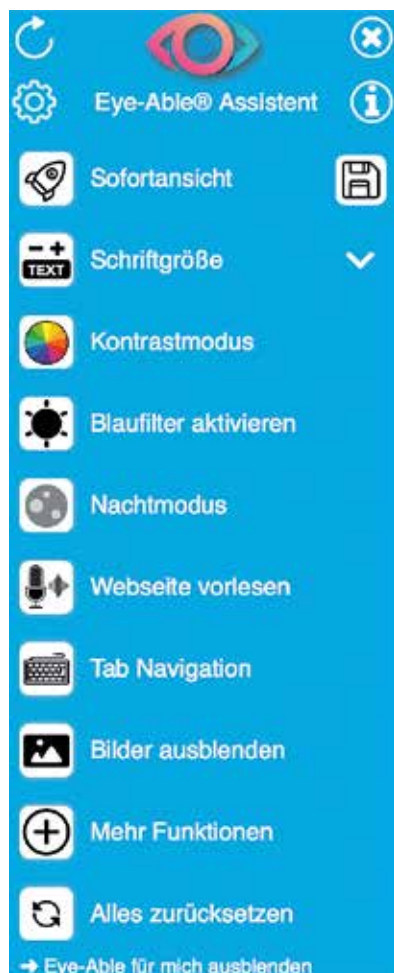 Eye-Able® Assistent
Sofortansicht
- +
TEXT
Schriftgröße
Kontrastmodus
Blaufilter aktivieren
Nachtmodus
Webseite vorlesen
Tab Navigation
Bilder ausblenden
Mehr Funktionen
Alles zurücksetzen
➔ Eye-Able für mich ausblenden